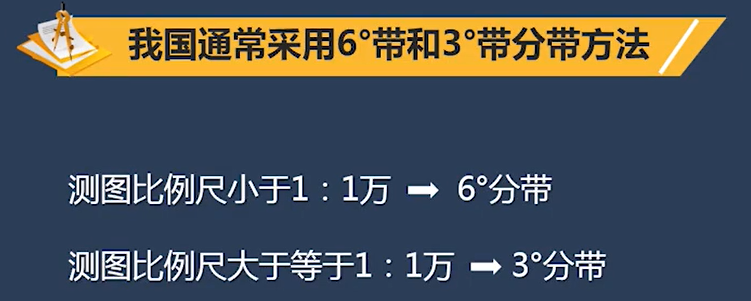 我国通常采用6°带和3°带分带方法
测图比例尺小于1：1万 ➡ 6°分带
测图比例尺大于等于1：1万 ➡ 3°分带